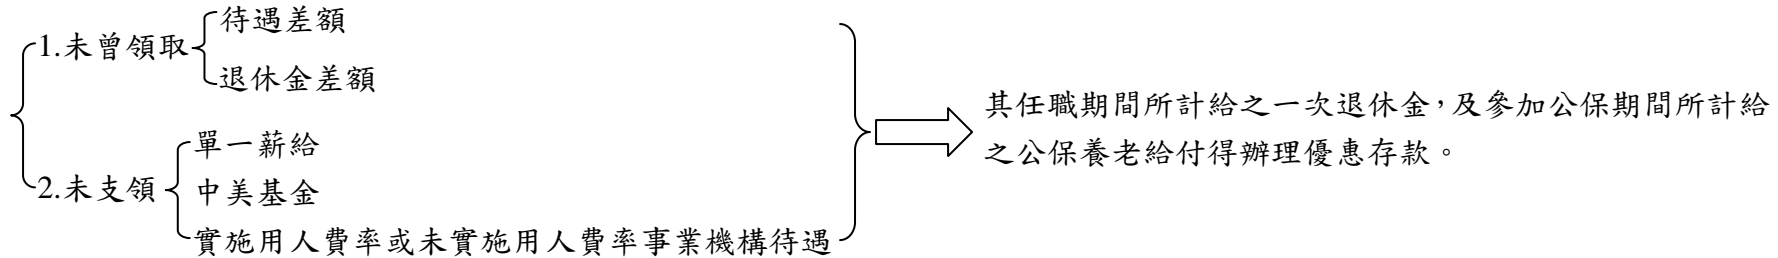 待遇差額
1.未曾領取
退休金差額
其任職期間所計給之一次退休金，及參加公保期間所計給
之公保養老給付得辦理優惠存款。
單一薪給
2.未支領
中美基金
實施用人費率或未實施用人費率事業機構待遇